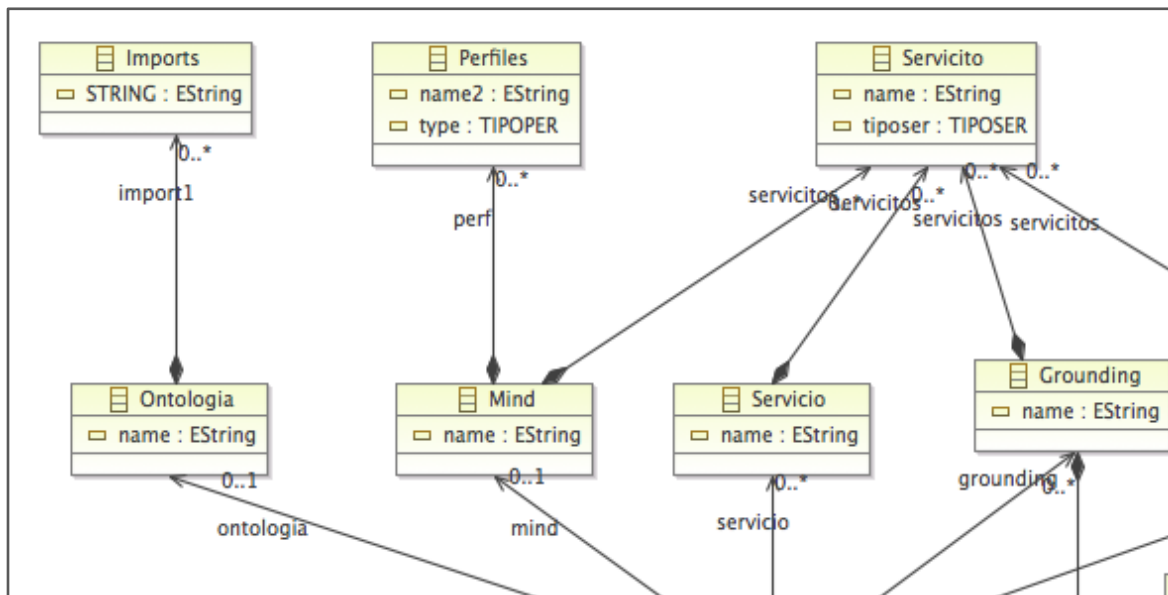 Imports
STRING : EString
Perfiles
name2 : EString
type : TIPOPER
Servicito
name : EString
tiposer : TIPOSER
0..*
import1
0..*
perf
0..*
0..*
servicitos
0..*
servicitos
0..*
servicitos
servicitos
Ontologia
name : EString
Mind
name : EString
Servicio
name : EString
Grounding
name : EString
0..1
ontologia
0..1
mind
0..*
servicio
grounding
0..*